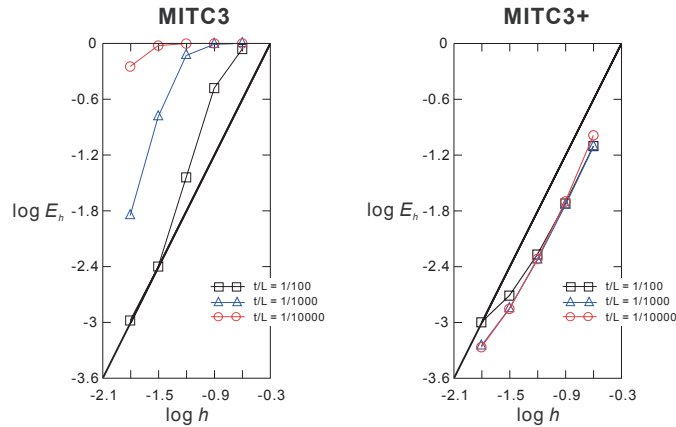 MITC3
0
-0.6
-1.2
log E_h
-1.8
-2.4
-3
-3.6
t/L = 1/100
t/L = 1/1000
t/L = 1/10000
-2.1 -1.5 -0.9 -0.3
log h
MITC3+
0
-0.6
-1.2
log E_h
-1.8
-2.4
-3
-3.6
t/L = 1/100
t/L = 1/1000
t/L = 1/10000
-2.1 -1.5 -0.9 -0.3
log h